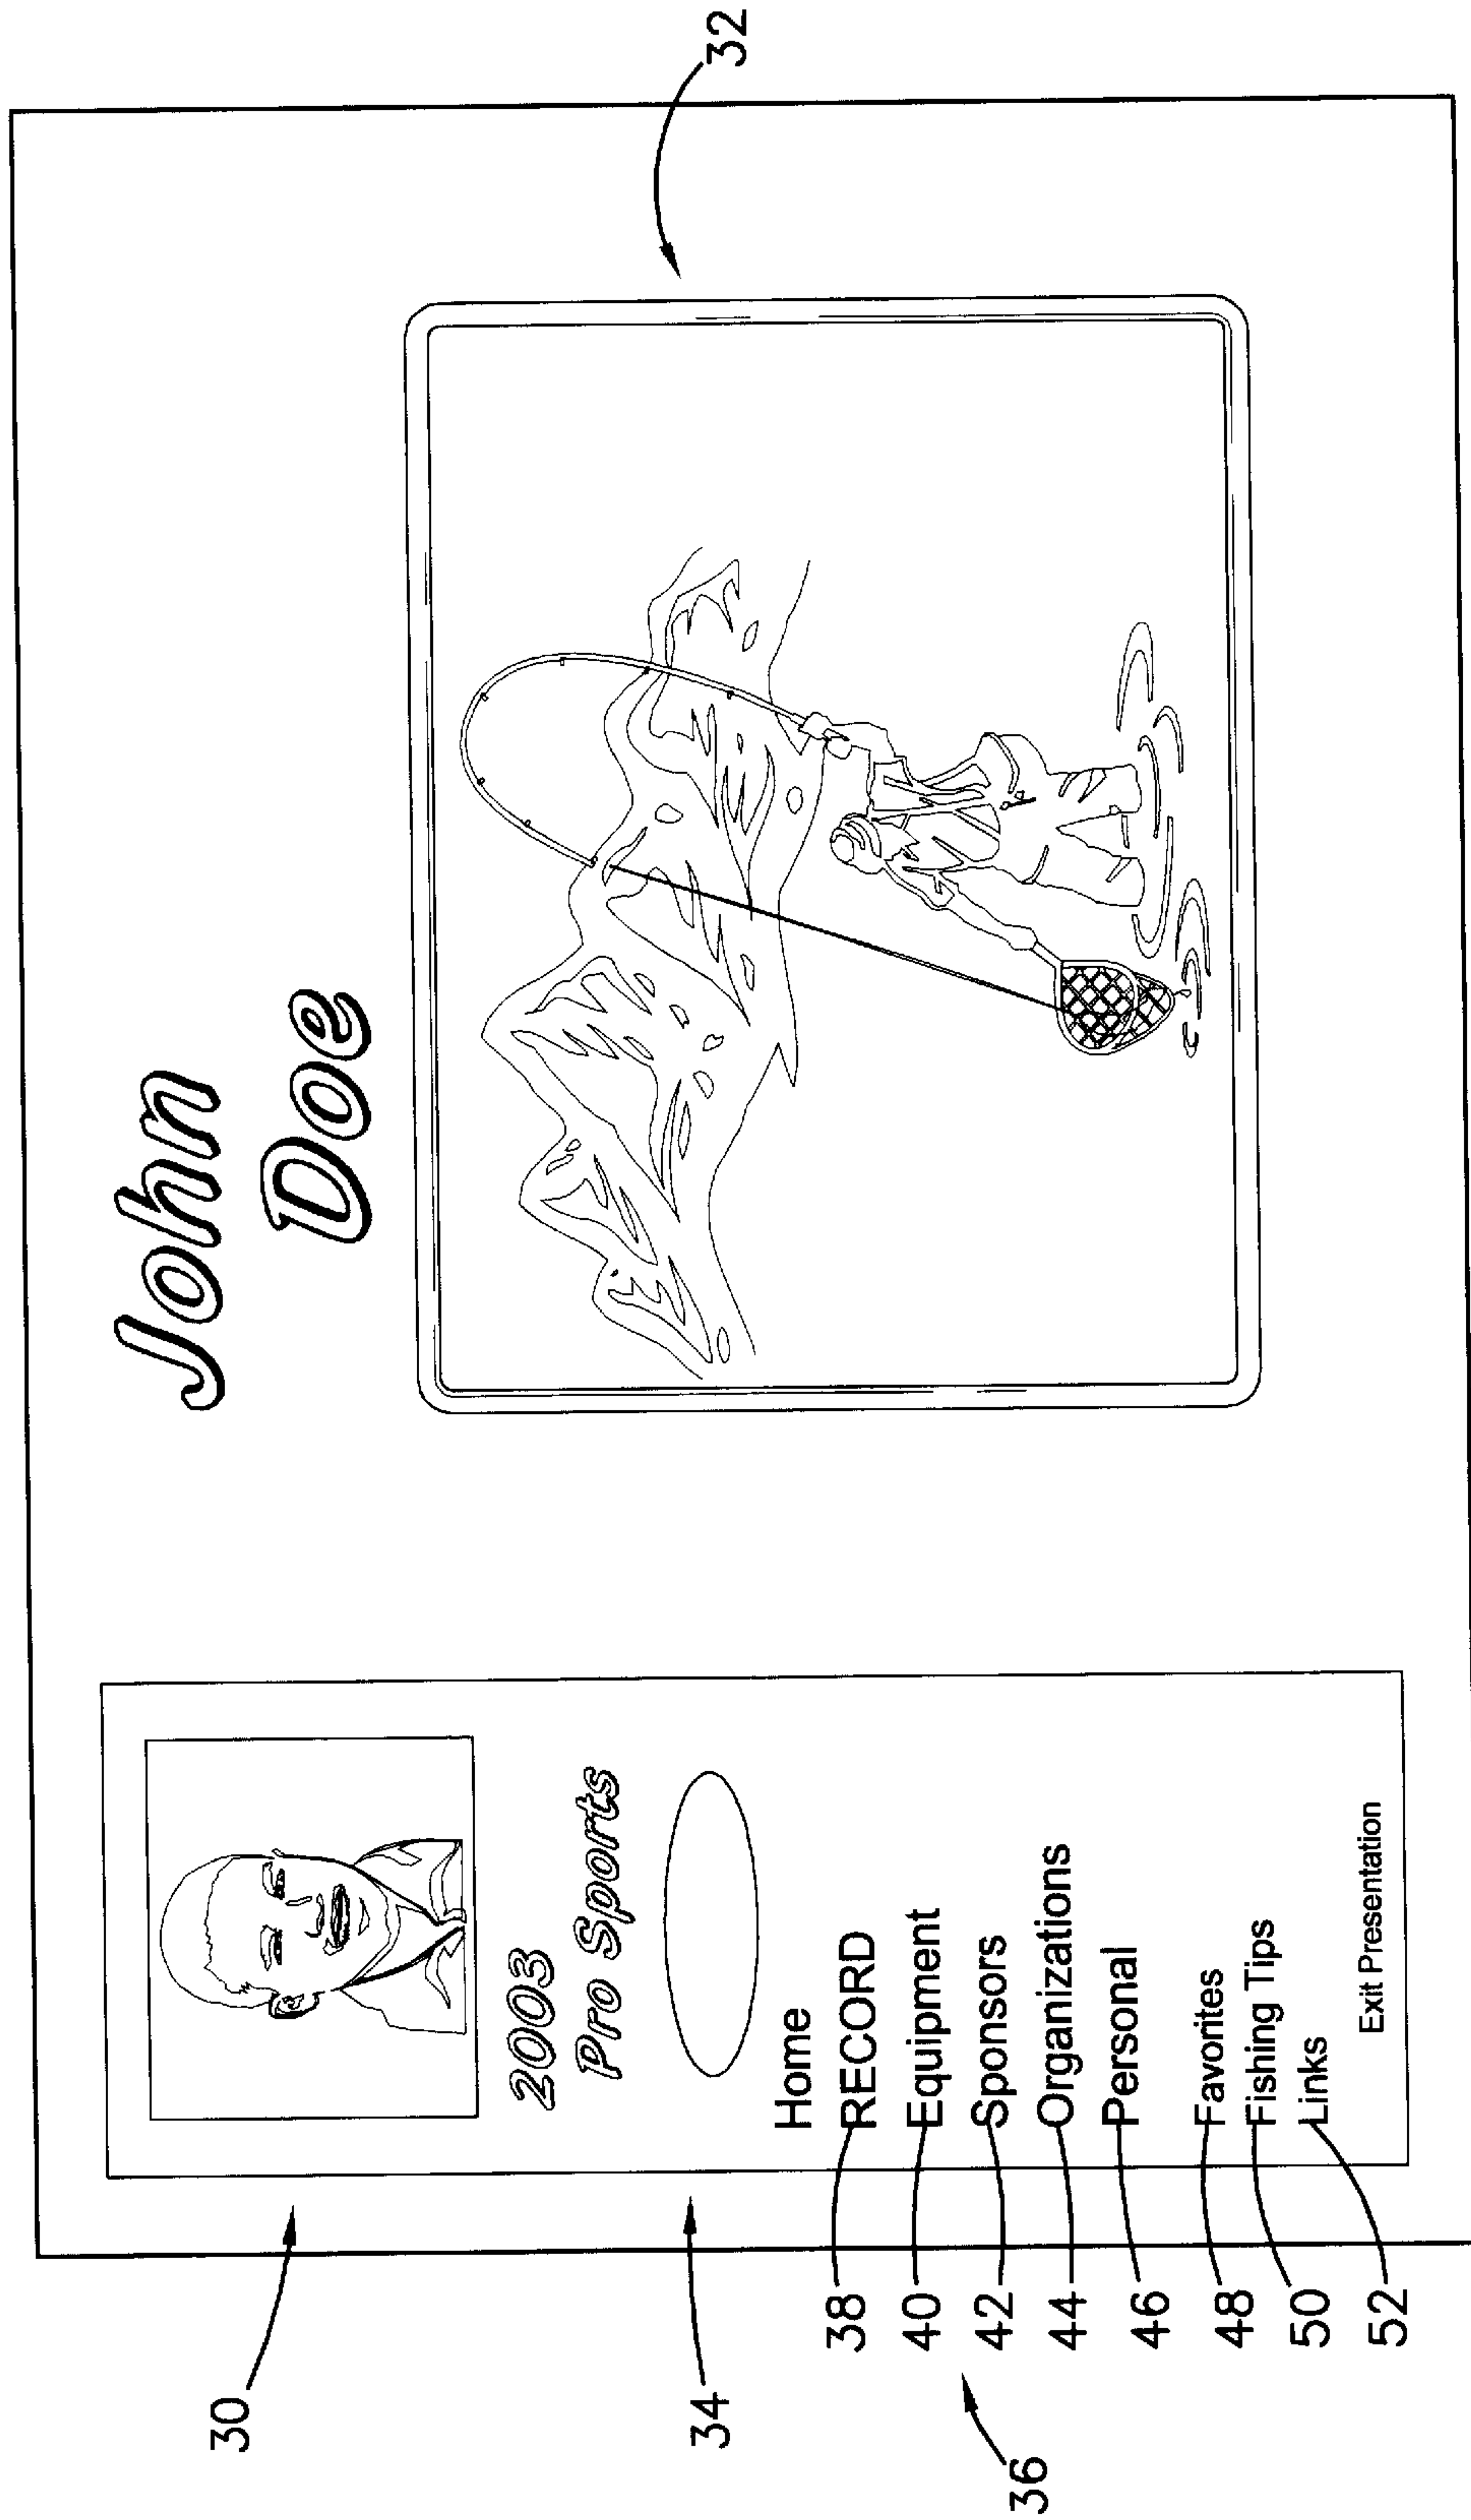 John
Doe
32
30
2003
Pro Sports
34
Home
38 RECORD
40 Equipment
42 Sponsors
44 Organizations
36
46 Personal
48 Favorites
50 Fishing Tips
52 Links
Exit Presentation